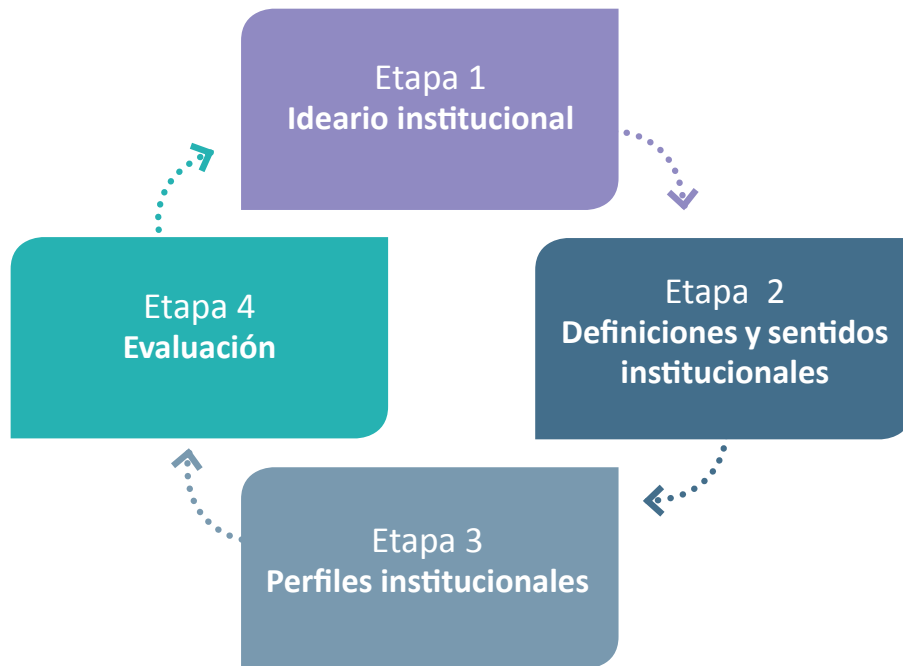 Etapa 1
Ideario institucional
Etapa 2
Definiciones y sentidos
institucionales
Etapa 3
Perfiles institucionales
Etapa 4
Evaluación